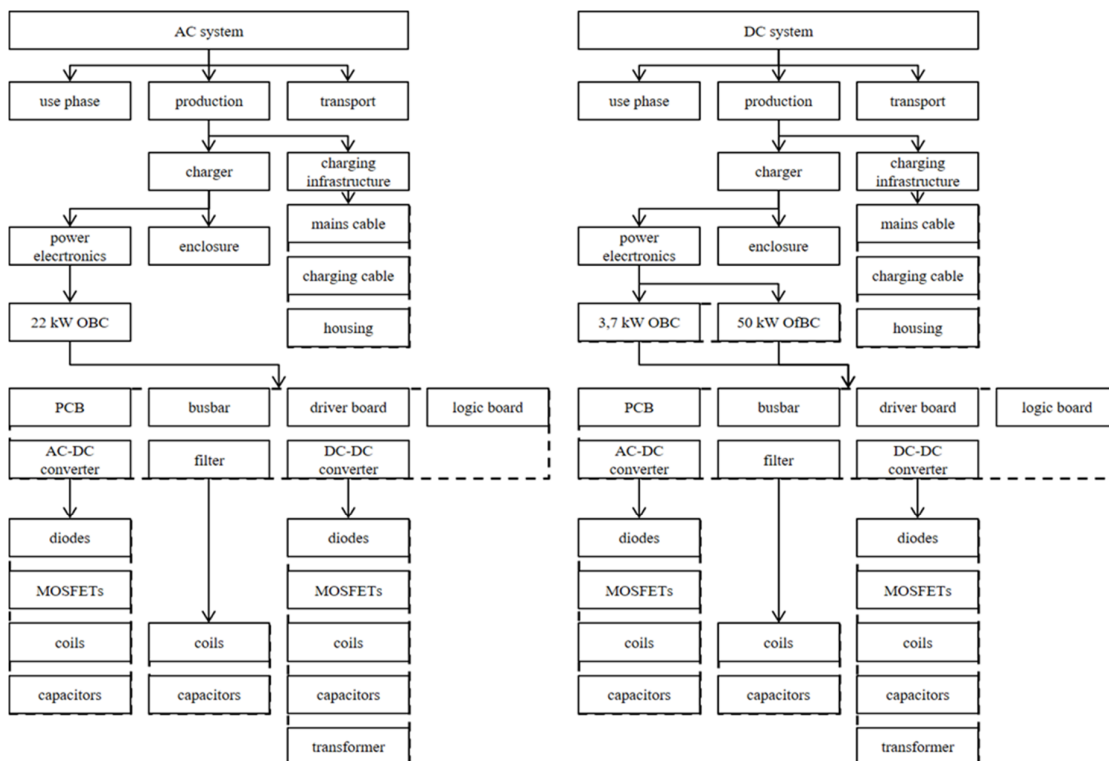 AC system
use phase
production
transport
charger
charging
infrastructure
power
elecrtronics
enclosure
mains cable
charging cable
22 kW OBC
housing
PCB
busbar
driver board
logic board
AC-DC
converter
filter
DC-DC
converter
diodes
MOSFETs
coils
capacitors
coils
capacitors
diodes
MOSFETs
coils
capacitors
transformer
DC system
use phase
production
transport
charger
charging
infrastructure
power
elecrtronics
enclosure
mains cable
charging cable
3,7 kW OBC
50 kW OfBC
housing
PCB
busbar
driver board
logic board
AC-DC
converter
filter
DC-DC
converter
diodes
MOSFETs
coils
capacitors
coils
capacitors
diodes
MOSFETs
coils
capacitors
transformer